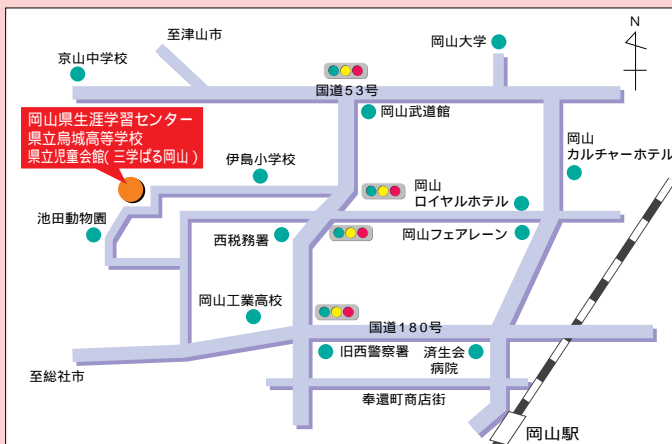 至津山市
岡山大学
N
京山中学校
国道53号
岡山武道館
岡山県生涯学習センター
県立烏城高等学校
県立児童会館(三学ぱる岡山)
伊島小学校
岡山
カルチャーホテル
岡山
ロイヤルホテル
池田動物園
西税務署
岡山フェアレーン
岡山工業高校
国道180号
旧西警察署
済生会
病院
至総社市
奉還町商店街
岡山駅